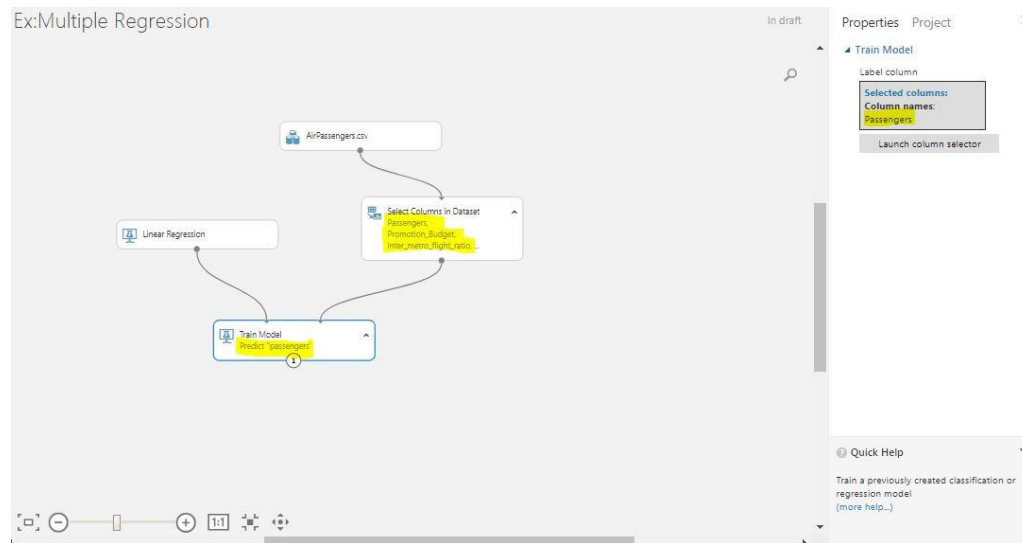 Ex:Multiple Regression
In draft
AirPassengers.csv
Select Columns in Dataset
Passengers,
Promotion_Budget,
Inter_metro_flight_ratio, ...
Linear Regression
Train Model
Predict "passengers"
1
1:1
Properties Project
Train Model
Label column
Selected columns:
Column names:
Passengers
Launch column selector
Quick Help
Train a previously created classification or
regression model
(more help...)